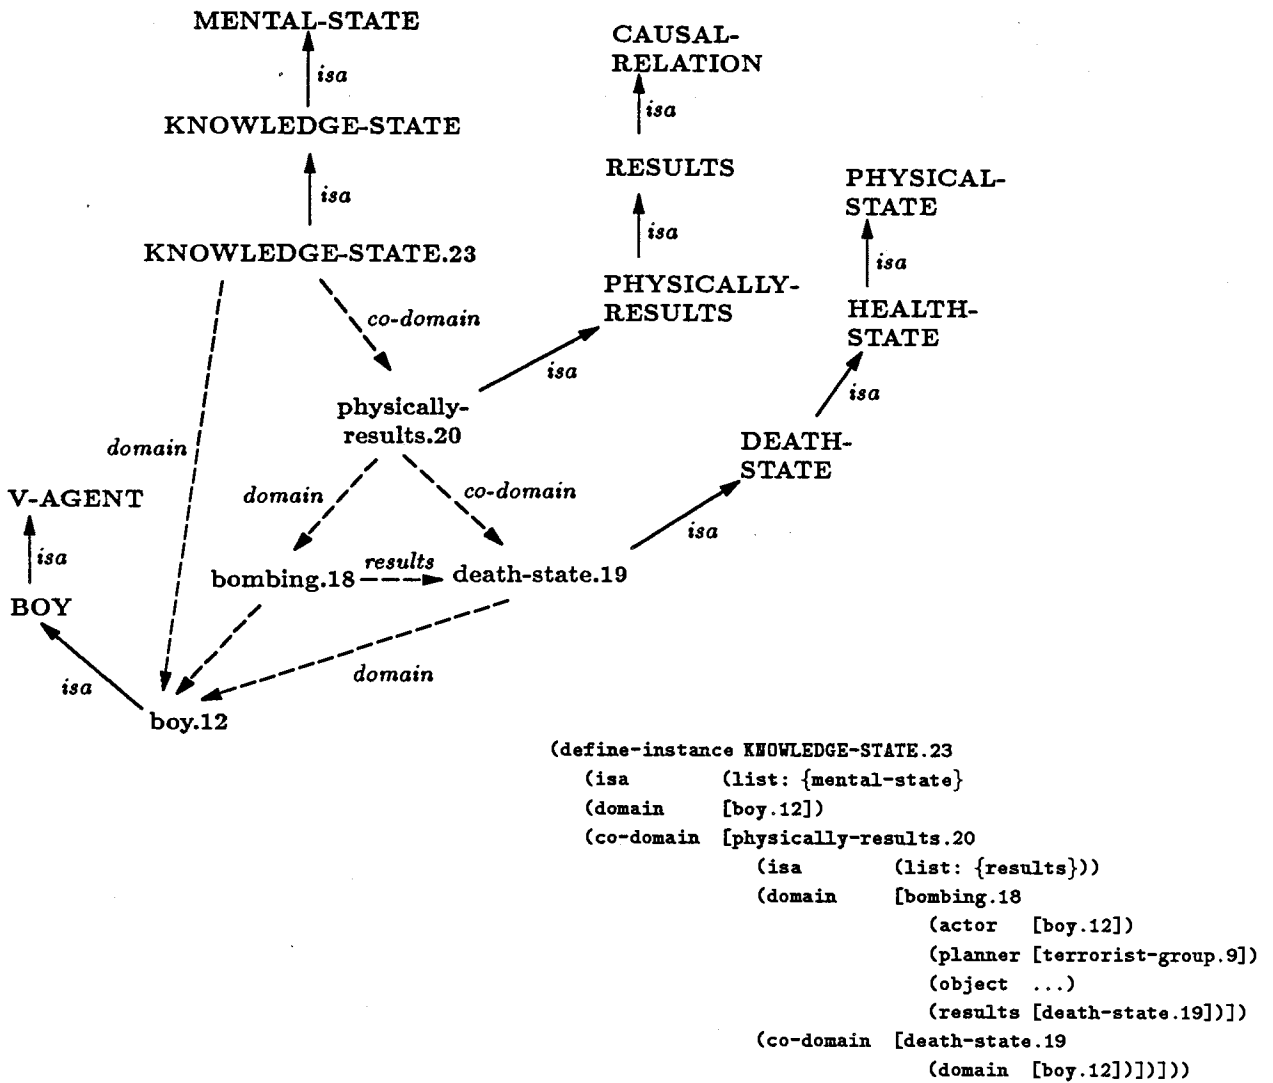 MENTAL-STATE
isa
KNOWLEDGE-STATE
isa
KNOWLEDGE-STATE.23
co-domain
domain
CAUSAL-
RELATION
isa
RESULTS
isa
PHYSICALLY-
RESULTS
isa
PHYSICAL-
STATE
isa
HEALTH-
STATE
isa
DEATH-
STATE
isa
physically-
results.20
domain
co-domain
V-AGENT
isa
BOY
isa
bombing.18
results
death-state.19
domain
boy.12
(define-instance KNOWLEDGE-STATE.23
(isa (list: {mental-state}
(domain [boy.12])
(co-domain [physically-results.20
(isa (list: {results}))
(domain [bombing.18
(actor [boy.12])
(planner [terrorist-group.9])
(object ...)
(results [death-state.19])])
(co-domain [death-state.19
(domain [boy.12])])]))